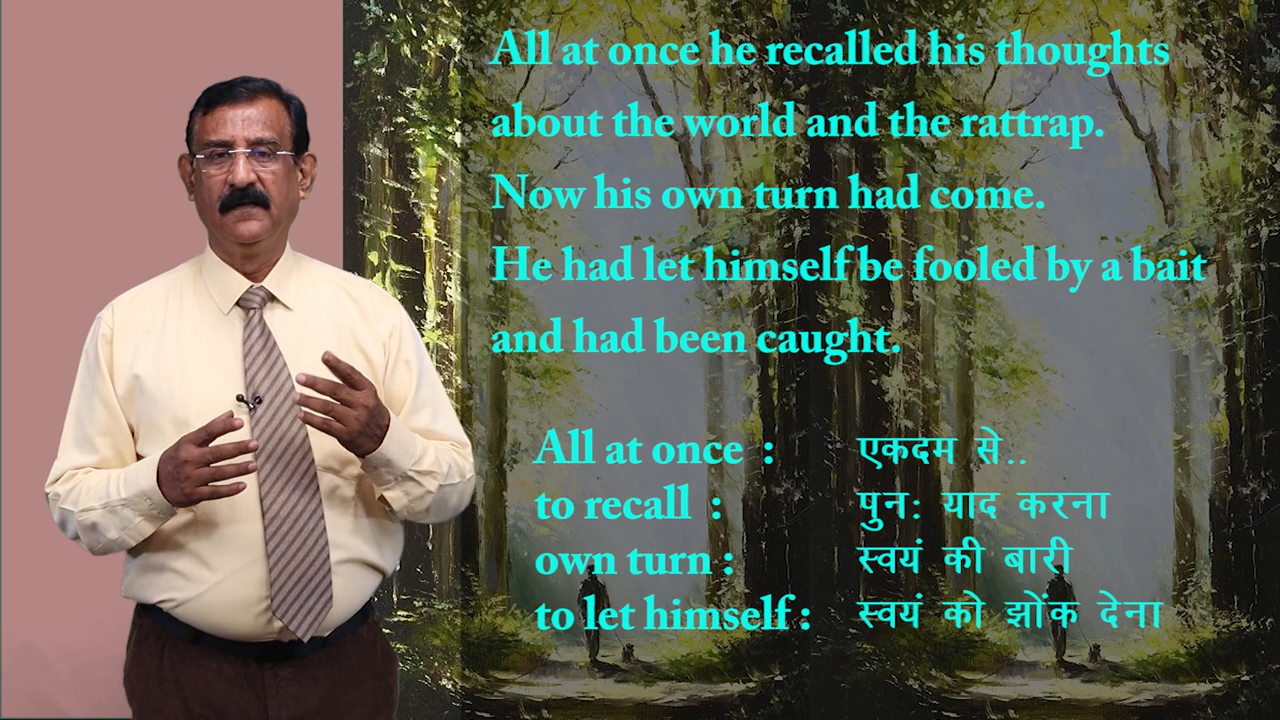 All at once he recalled his thoughts
about the world and the rattrap.
Now his own turn had come.
He had let himself be fooled by a bait
and had been caught.
All at once : एकदम से..
to recall : पुन: याद करना
own turn : स्वयं की बारी
to let himself : स्वयं को झोंक देना